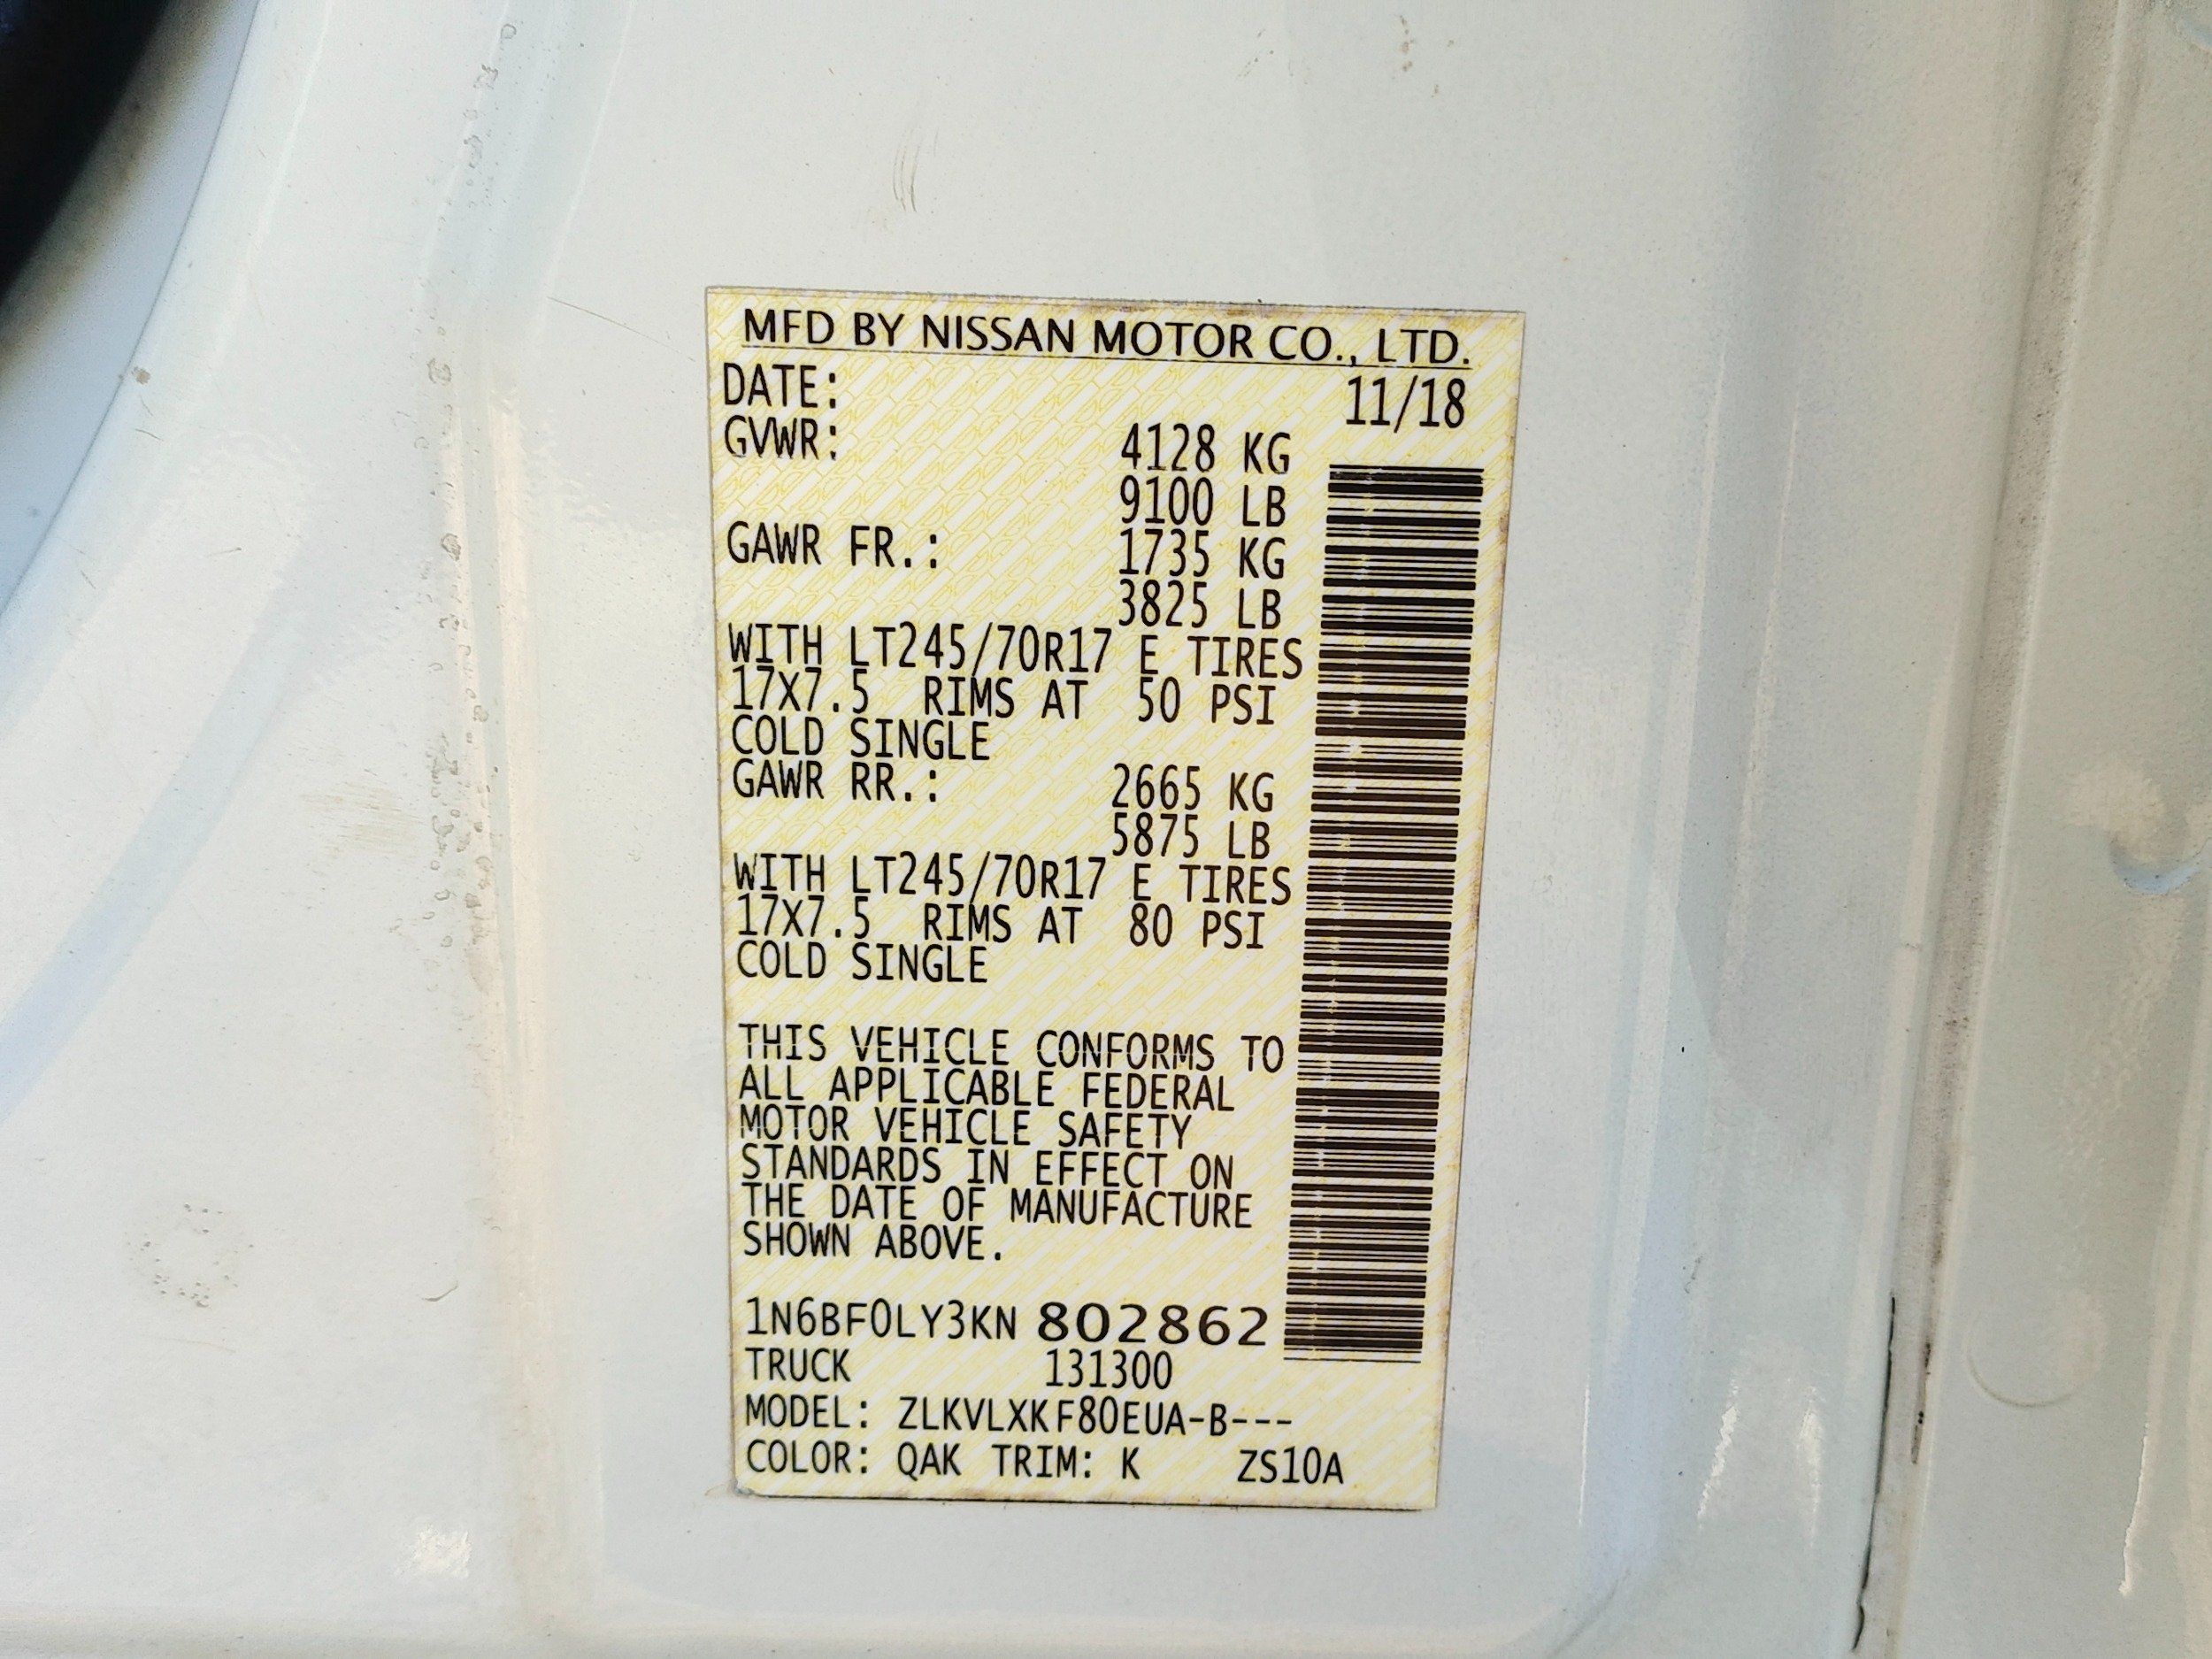 MFD BY NISSAN MOTOR CO., LTD.
DATE: 11/18
GVWR: 4128 KG
9100 LB
GAWR FR.: 1735 KG
3825 LB
WITH LT245/70R17 E TIRES
17X7.5 RIMS AT 50 PSI
COLD SINGLE
GAWR RR.: 2665 KG
5875 LB
WITH LT245/70R17 E TIRES
17X7.5 RIMS AT 80 PSI
COLD SINGLE
THIS VEHICLE CONFORMS TO
ALL APPLICABLE FEDERAL
MOTOR VEHICLE SAFETY
STANDARDS IN EFFECT ON
THE DATE OF MANUFACTURE
SHOWN ABOVE.
1N6BF0LY3KN 802862
TRUCK 131300
MODEL: ZLKVLXKF80EUA-B---
COLOR: QAK TRIM: K ZS10A